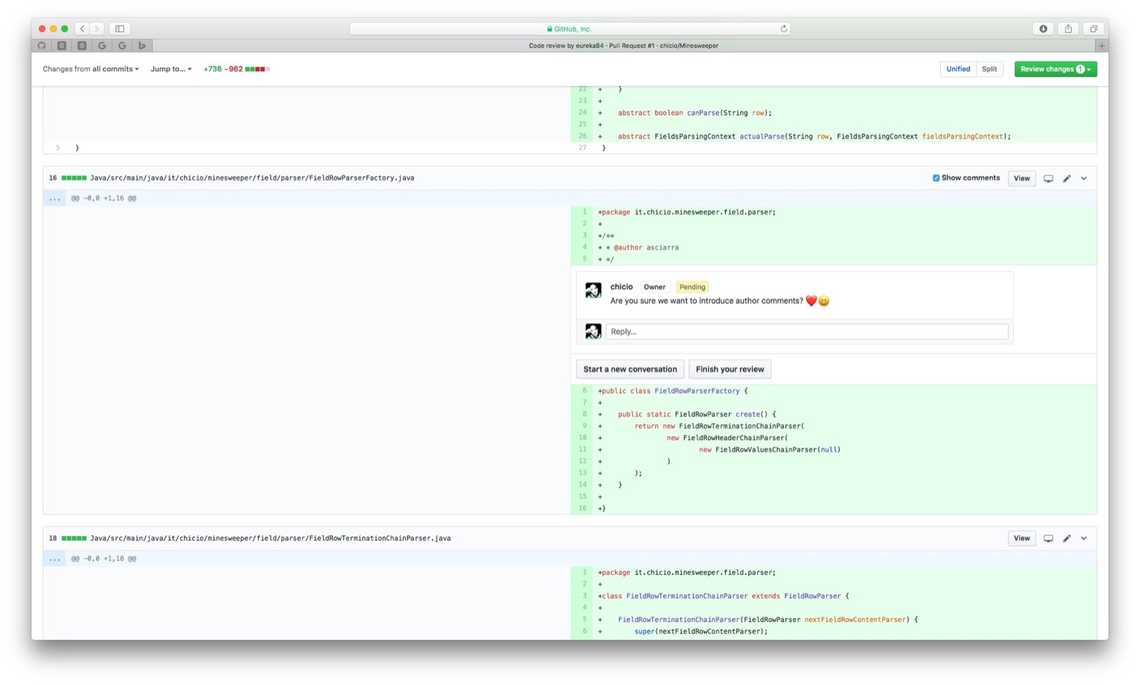 GitHub, Inc.
Code review by eureka84 · Pull Request #1 · chicio/Minesweeper
Changes from all commits Jump to... +736 −962
Unified Split Review changes 1
22 + }
23 +
24 + abstract boolean canParse(String row);
25 +
26 + abstract FieldsParsingContext actualParse(String row, FieldsParsingContext fieldsParsingContext);
5 } 27 }
16 Java/src/main/java/it/chicio/minesweeper/field/parser/FieldRowParserFactory.java Show comments View
... @@ -0,0 +1,16 @@
1 +package it.chicio.minesweeper.field.parser;
2 +
3 +/**
4 + * @author asciarra
5 + */
chicio Owner Pending
Are you sure we want to introduce author comments? ❤️😄
Reply...
Start a new conversation Finish your review
6 +public class FieldRowParserFactory {
7 +
8 + public static FieldRowParser create() {
9 + return new FieldRowTerminationChainParser(
10 + new FieldRowHeaderChainParser(
11 + new FieldRowValuesChainParser(null)
12 + )
13 + );
14 + }
15 +
16 +}
18 Java/src/main/java/it/chicio/minesweeper/field/parser/FieldRowTerminationChainParser.java View
... @@ -0,0 +1,18 @@
1 +package it.chicio.minesweeper.field.parser;
2 +
3 +class FieldRowTerminationChainParser extends FieldRowParser {
4 +
5 + FieldRowTerminationChainParser(FieldRowParser nextFieldRowContentParser) {
6 + super(nextFieldRowContentParser);